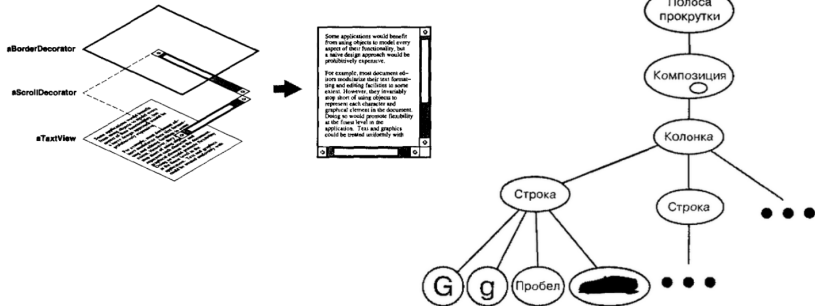 aBorderDecorator
aScrollDecorator
aTextView
Some applications would benefit
from using objects to model every
aspect of their functionality, but
a naive design approach would be
prohibitively expensive.
For example, most document ed-
itors modularize their text format-
ting and editing facilities to some
extent. However, they invariably
stop short of using objects to
represent each character and
graphical element in the document.
Doing so would promote flexibility
at the finest level in the
application. Text and graphics
could be treated uniformly with
Полоса
прокрутки
Композиция
Колонка
Строка
Строка
G
g
Пробел